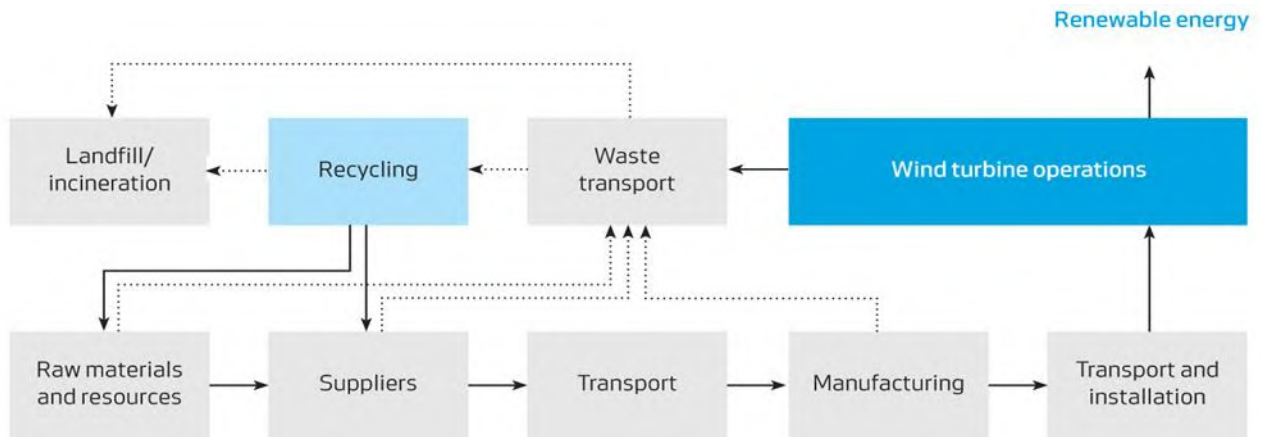 Renewable energy
Landfill/
incineration
Recycling
Waste
transport
Wind turbine operations
Raw materials
and resources
Suppliers
Transport
Manufacturing
Transport and
installation